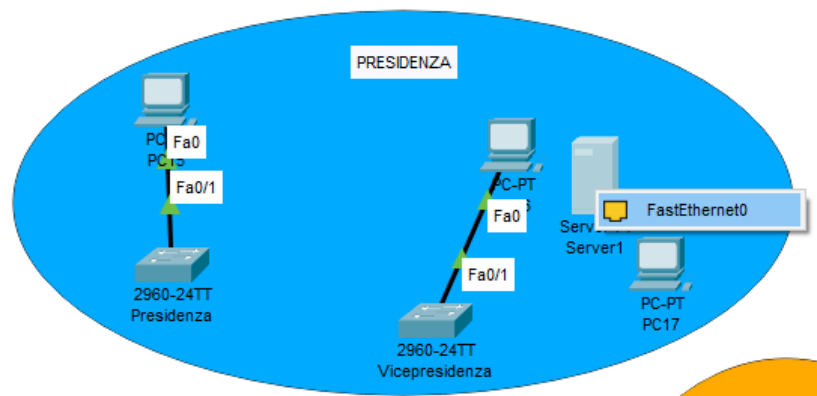 PRESIDENZA
Fa0
PC15
Fa0/1
2960-24TT
Presidenza
PC-PT
Fa0
Fa0/1
2960-24TT
Vicepresidenza
FastEthernet0
Server1
PC-PT
PC17